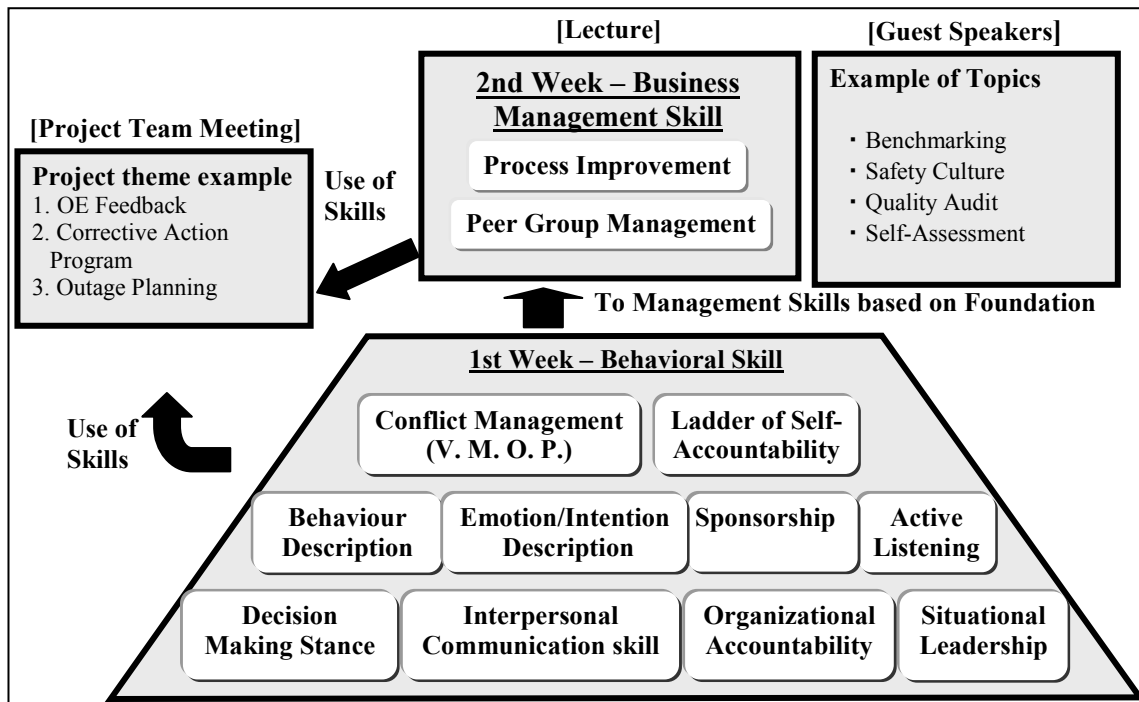 [Lecture]
[Guest Speakers]
2nd Week – Business
Management Skill
Process Improvement
Peer Group Management
Example of Topics
・Benchmarking
・Safety Culture
・Quality Audit
・Self-Assessment
[Project Team Meeting]
Project theme example
1. OE Feedback
2. Corrective Action
Program
3. Outage Planning
Use of
Skills
To Management Skills based on Foundation
1st Week – Behavioral Skill
Conflict Management
(V. M. O. P.)
Ladder of Self-
Accountability
Use of
Skills
Behaviour
Description
Emotion/Intention
Description
Sponsorship
Active
Listening
Decision
Making Stance
Interpersonal
Communication skill
Organizational
Accountability
Situational
Leadership